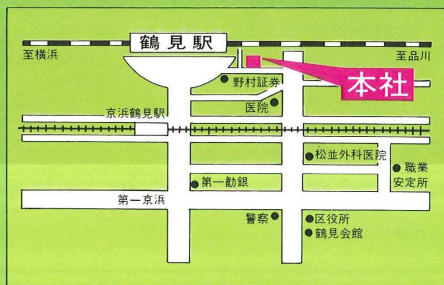 鶴見駅
至横浜
至品川
本社
野村証券
医院
京浜鶴見駅
松並外科医院
職業
安定所
第一勧銀
第一京浜
警察
区役所
鶴見会館